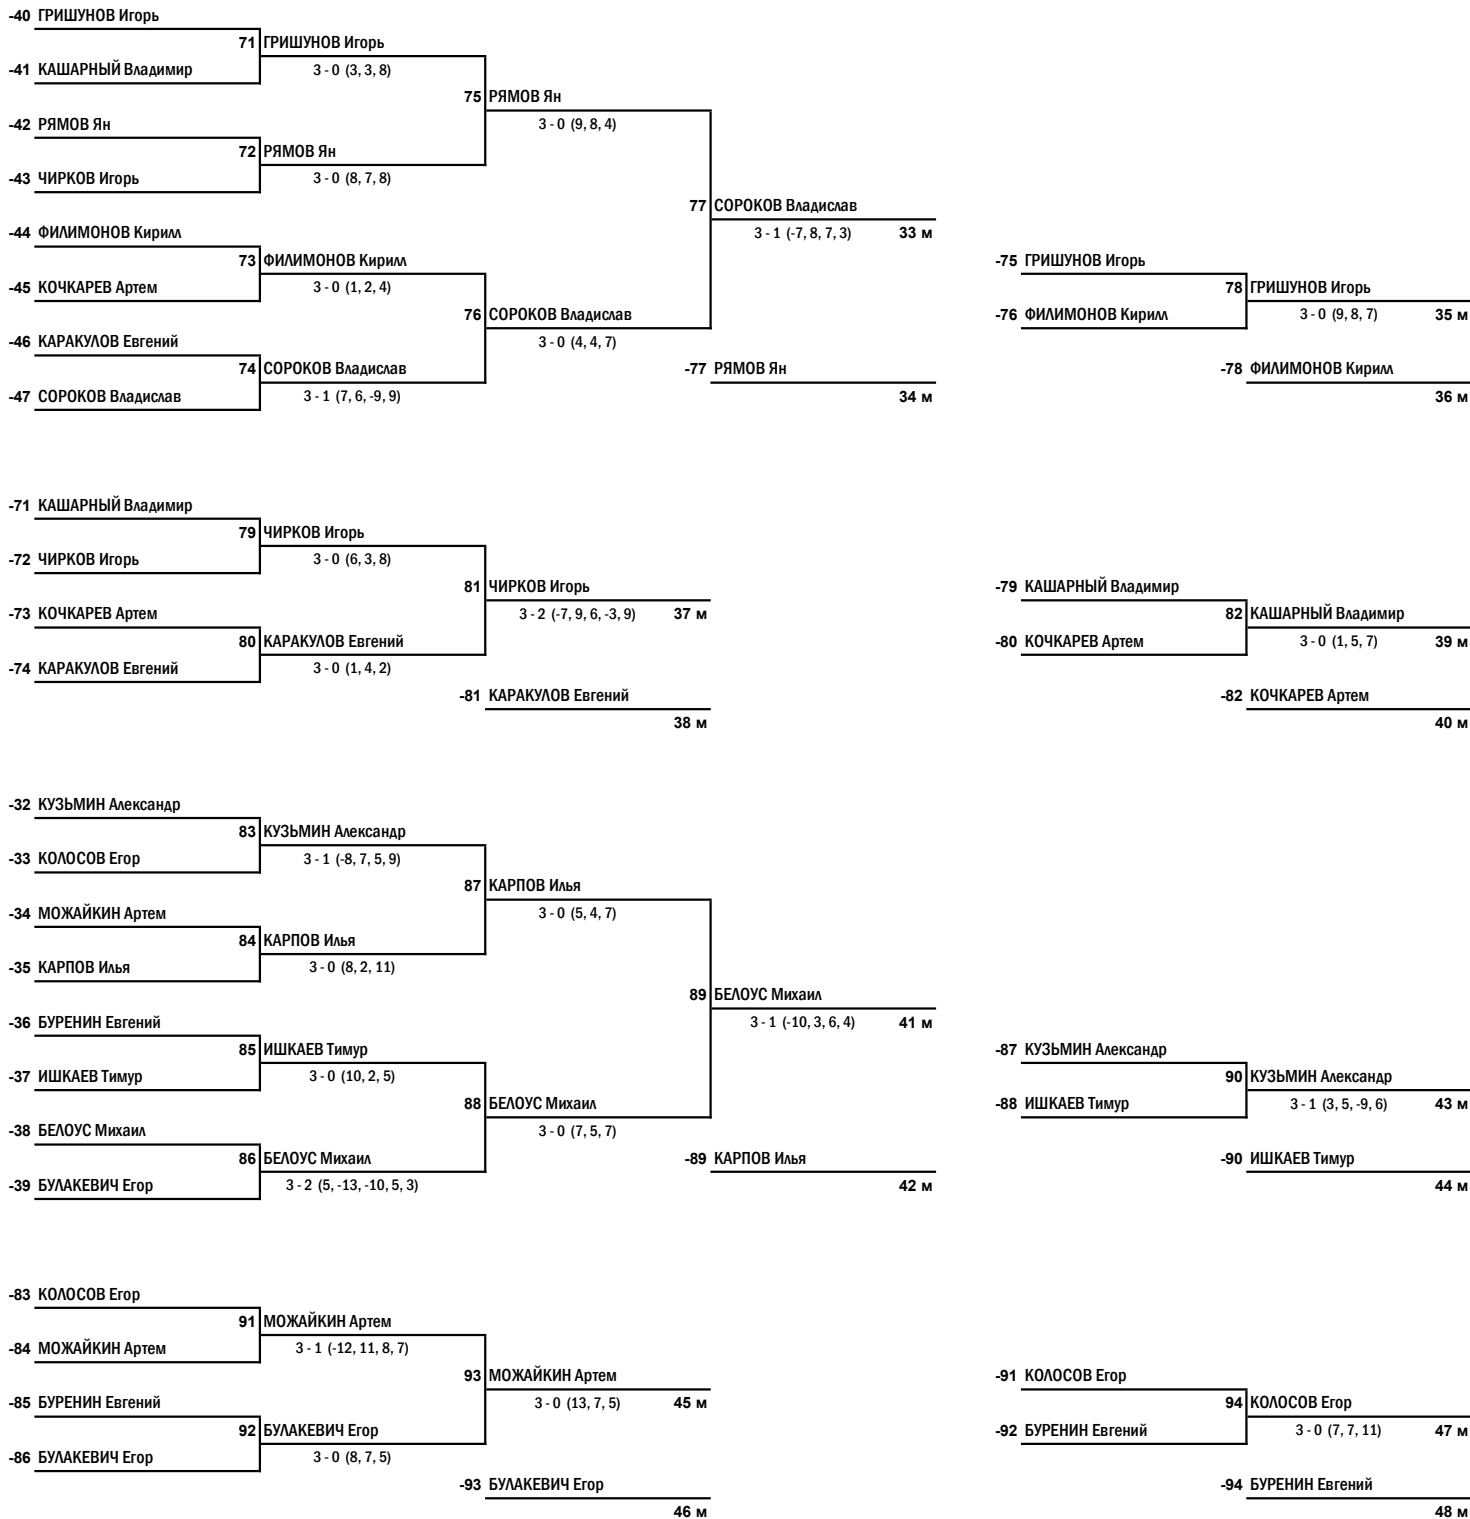 -40 ГРИШУНОВ Игорь
71 ГРИШУНОВ Игорь
-41 КАШАРНЫЙ Владимир
3 - 0 (3, 3, 8)
75 РЯМОВ Ян
-42 РЯМОВ Ян
3 - 0 (9, 8, 4)
72 РЯМОВ Ян
-43 ЧИРКОВ Игорь
3 - 0 (8, 7, 8)
77 СОРОКОВ Владислав
-44 ФИЛИМОНОВ Кирилл
3 - 1 (-7, 8, 7, 3) 33 м
73 ФИЛИМОНОВ Кирилл
-75 ГРИШУНОВ Игорь
-45 КОЧКАРЕВ Артем
3 - 0 (1, 2, 4)
78 ГРИШУНОВ Игорь
76 СОРОКОВ Владислав
-76 ФИЛИМОНОВ Кирилл
3 - 0 (9, 8, 7) 35 м
-46 КАРАКУЛОВ Евгений
3 - 0 (4, 4, 7)
74 СОРОКОВ Владислав
-77 РЯМОВ Ян
-78 ФИЛИМОНОВ Кирилл
-47 СОРОКОВ Владислав
3 - 1 (7, 6, -9, 9)
34 м
36 м
-71 КАШАРНЫЙ Владимир
79 ЧИРКОВ Игорь
-72 ЧИРКОВ Игорь
3 - 0 (6, 3, 8)
81 ЧИРКОВ Игорь
-79 КАШАРНЫЙ Владимир
-73 КОЧКАРЕВ Артем
3 - 2 (-7, 9, 6, -3, 9) 37 м
82 КАШАРНЫЙ Владимир
80 КАРАКУЛОВ Евгений
-80 КОЧКАРЕВ Артем
3 - 0 (1, 5, 7) 39 м
-74 КАРАКУЛОВ Евгений
3 - 0 (1, 4, 2)
-81 КАРАКУЛОВ Евгений
-82 КОЧКАРЕВ Артем
38 м
40 м
-32 КУЗЬМИН Александр
83 КУЗЬМИН Александр
-33 КОЛОСОВ Егор
3 - 1 (-8, 7, 5, 9)
87 КАРПОВ Илья
-34 МОЖАЙКИН Артем
3 - 0 (5, 4, 7)
84 КАРПОВ Илья
-35 КАРПОВ Илья
3 - 0 (8, 2, 11)
89 БЕЛОУС Михаил
-36 БУРЕНИН Евгений
3 - 1 (-10, 3, 6, 4) 41 м
85 ИШКАЕВ Тимур
-87 КУЗЬМИН Александр
-37 ИШКАЕВ Тимур
3 - 0 (10, 2, 5)
90 КУЗЬМИН Александр
88 БЕЛОУС Михаил
-88 ИШКАЕВ Тимур
3 - 1 (3, 5, -9, 6) 43 м
-38 БЕЛОУС Михаил
3 - 0 (7, 5, 7)
86 БЕЛОУС Михаил
-89 КАРПОВ Илья
-90 ИШКАЕВ Тимур
-39 БУЛАКЕВИЧ Егор
3 - 2 (5, -13, -10, 5, 3)
42 м
44 м
-83 КОЛОСОВ Егор
91 МОЖАЙКИН Артем
-84 МОЖАЙКИН Артем
3 - 1 (-12, 11, 8, 7)
93 МОЖАЙКИН Артем
-91 КОЛОСОВ Егор
-85 БУРЕНИН Евгений
3 - 0 (13, 7, 5) 45 м
94 КОЛОСОВ Егор
92 БУЛАКЕВИЧ Егор
-92 БУРЕНИН Евгений
3 - 0 (7, 7, 11) 47 м
-86 БУЛАКЕВИЧ Егор
3 - 0 (8, 7, 5)
-93 БУЛАКЕВИЧ Егор
-94 БУРЕНИН Евгений
46 м
48 м